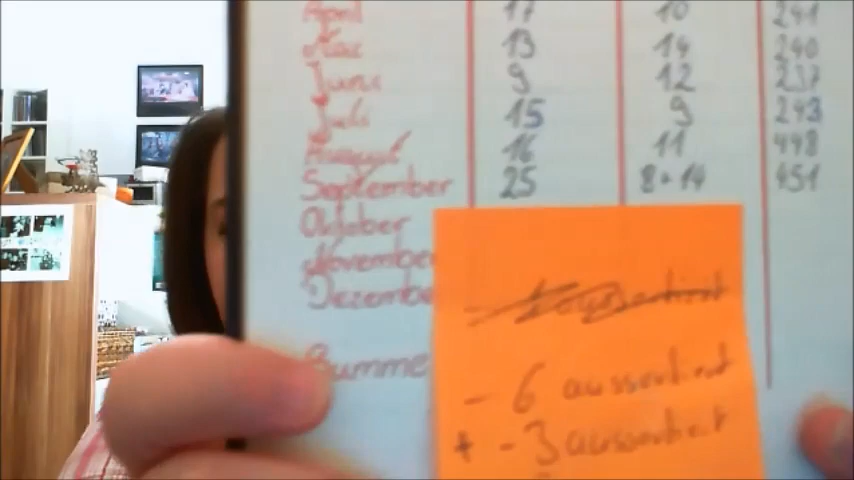 April 17 10 241
Mai 13 14 240
Juni 9 12 237
Juli 15 9 243
August 16 11 448
September 25 8+14 451
Oktober
November
Dezember
Summe
- 6 aussortiert
+ - 3 aussortiert